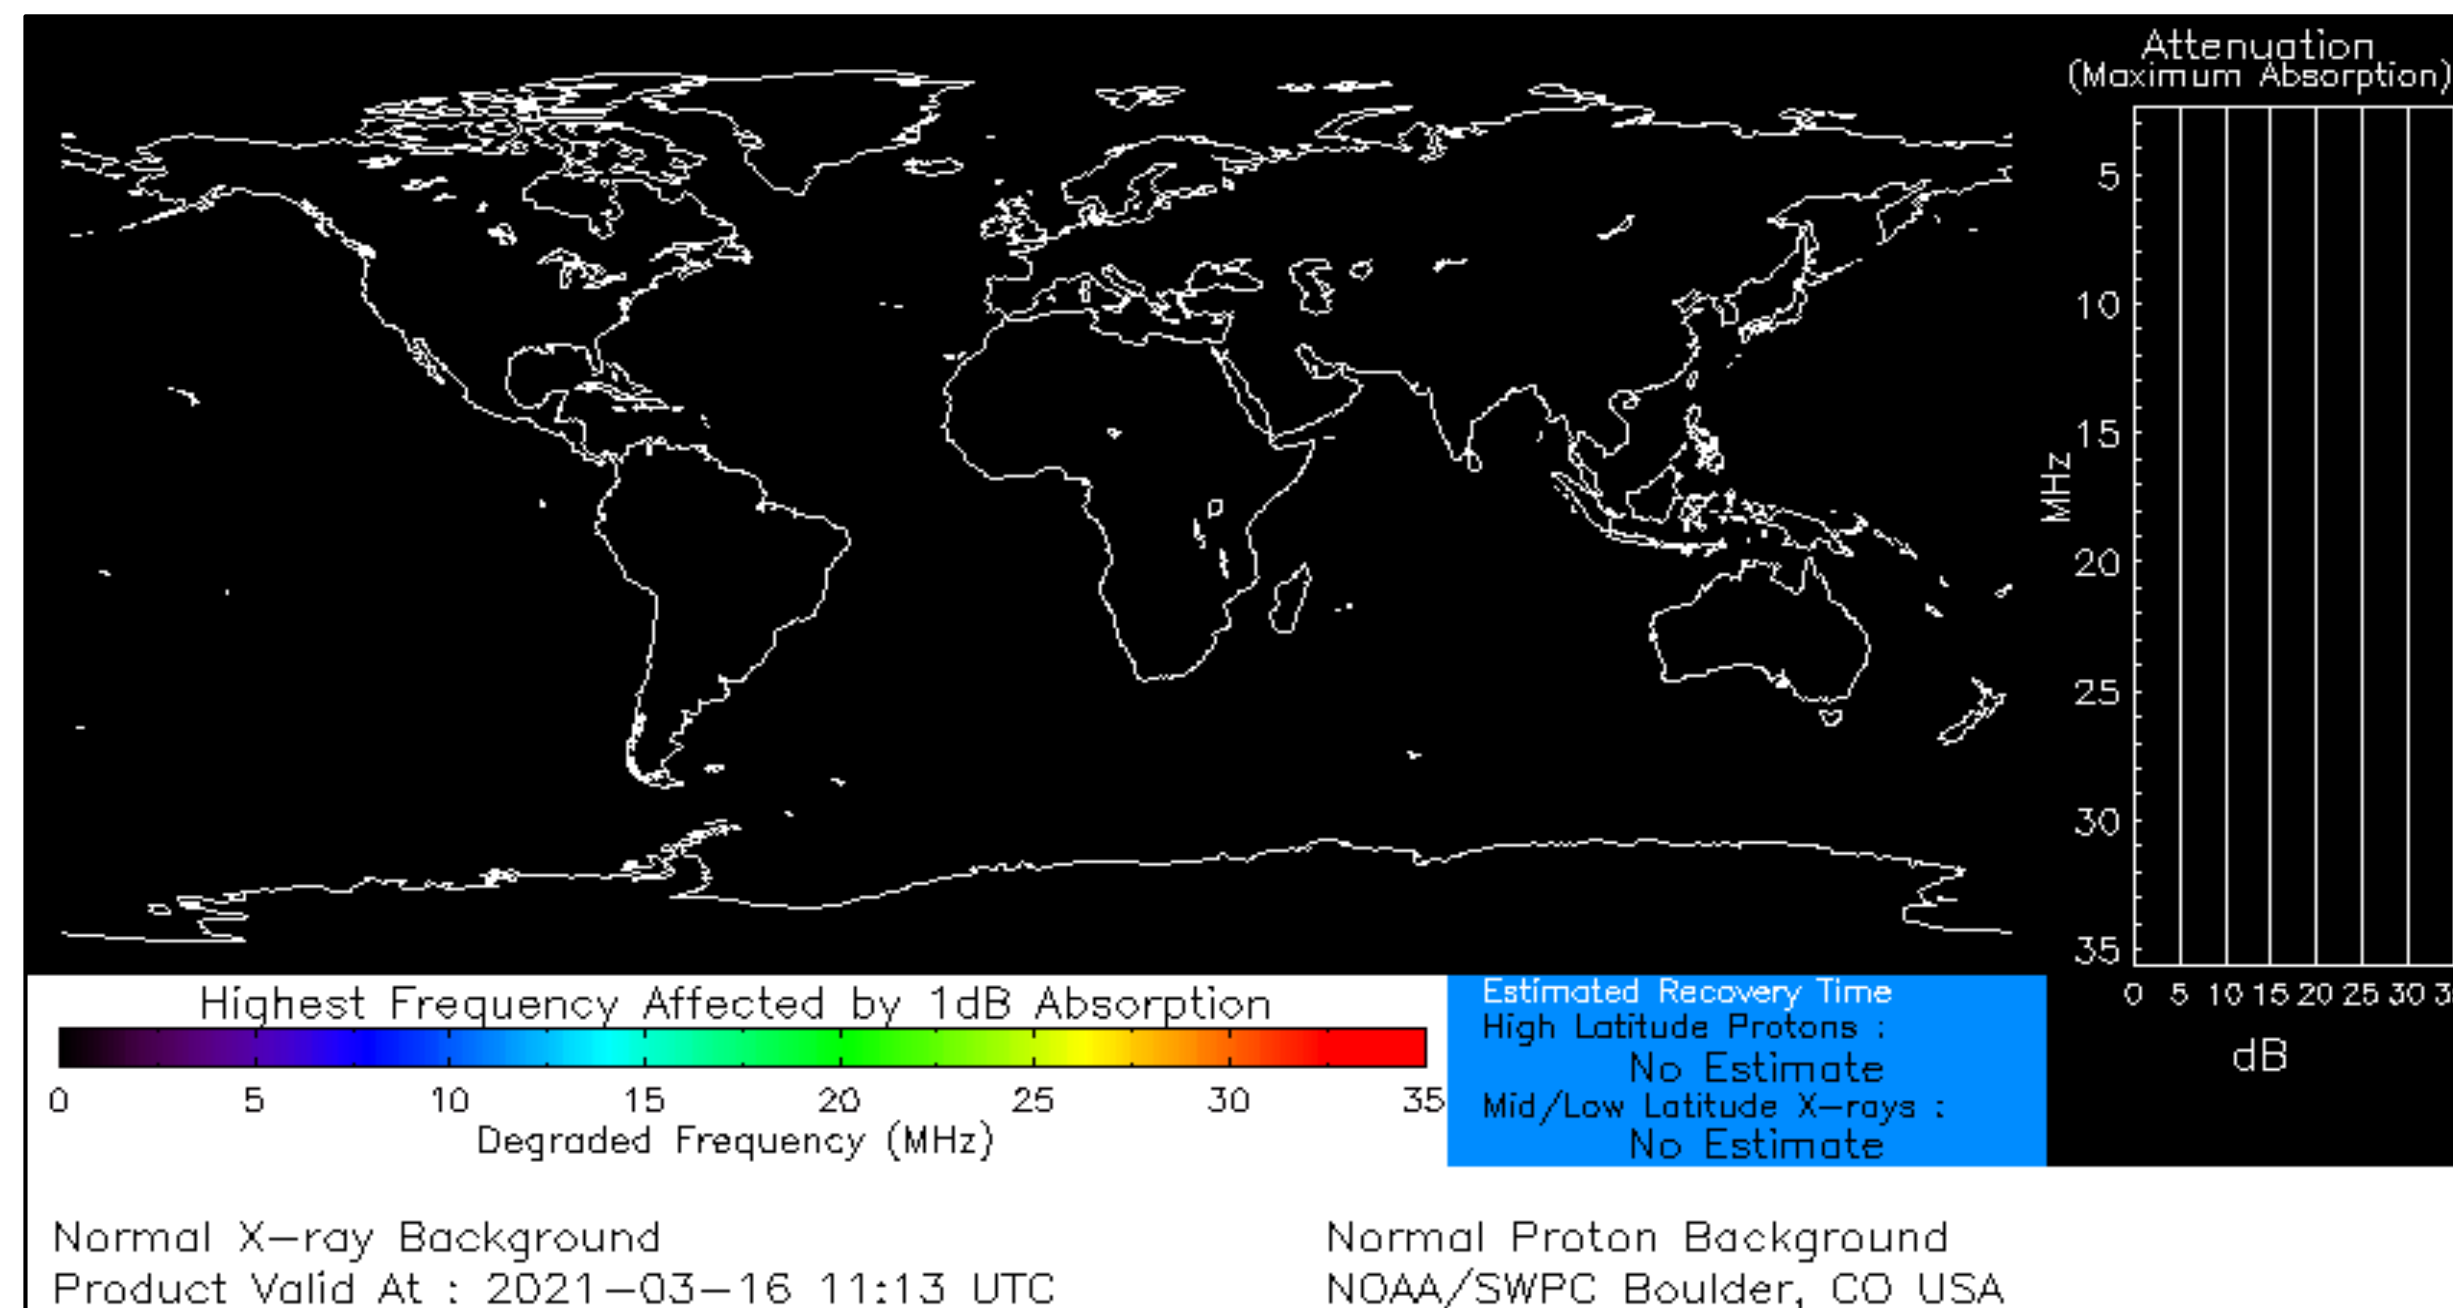 Attenuation
(Maximum Absorption)
5
10
15
20
25
30
35
MHz
0 5 10 15 20 25 30
dB
Highest Frequency Affected by 1dB Absorption
0 5 10 15 20 25 30 35
Degraded Frequency (MHz)
Estimated Recovery Time
High Latitude Protons :
No Estimate
Mid/Low Latitude X-rays :
No Estimate
Normal X-ray Background
Product Valid At : 2021-03-16 11:13 UTC
Normal Proton Background
NOAA/SWPC Boulder, CO USA